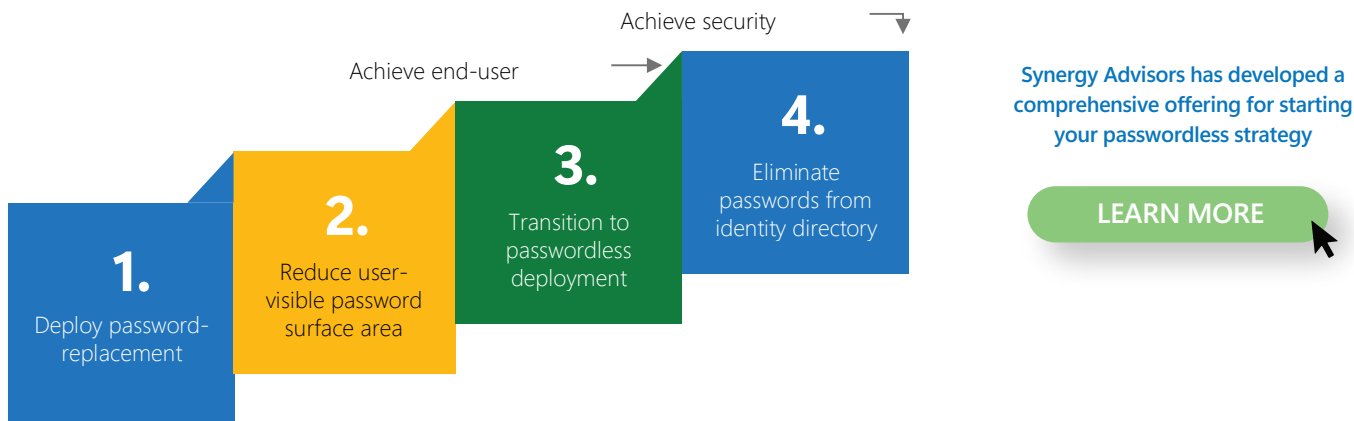 Achieve security
Achieve end-user
1.
Deploy password-
replacement
2.
Reduce user-
visible password
surface area
3.
Transition to
passwordless
deployment
4.
Eliminate
passwords from
identity directory
Synergy Advisors has developed a
comprehensive offering for starting
your passwordless strategy
LEARN MORE